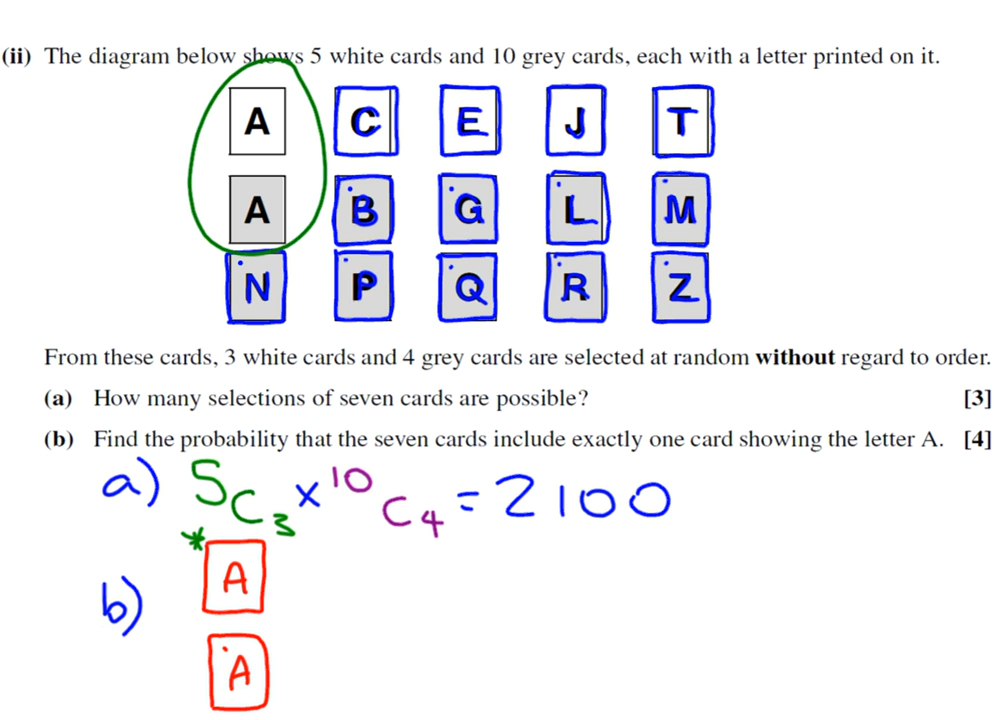 (ii) The diagram below shows 5 white cards and 10 grey cards, each with a letter printed on it.
A C E J T
A B G L M
N P Q R Z
From these cards, 3 white cards and 4 grey cards are selected at random without regard to order.
(a) How many selections of seven cards are possible? [3]
(b) Find the probability that the seven cards include exactly one card showing the letter A. [4]
a) 5C3 × 10C4 = 2100
* A
b)
A